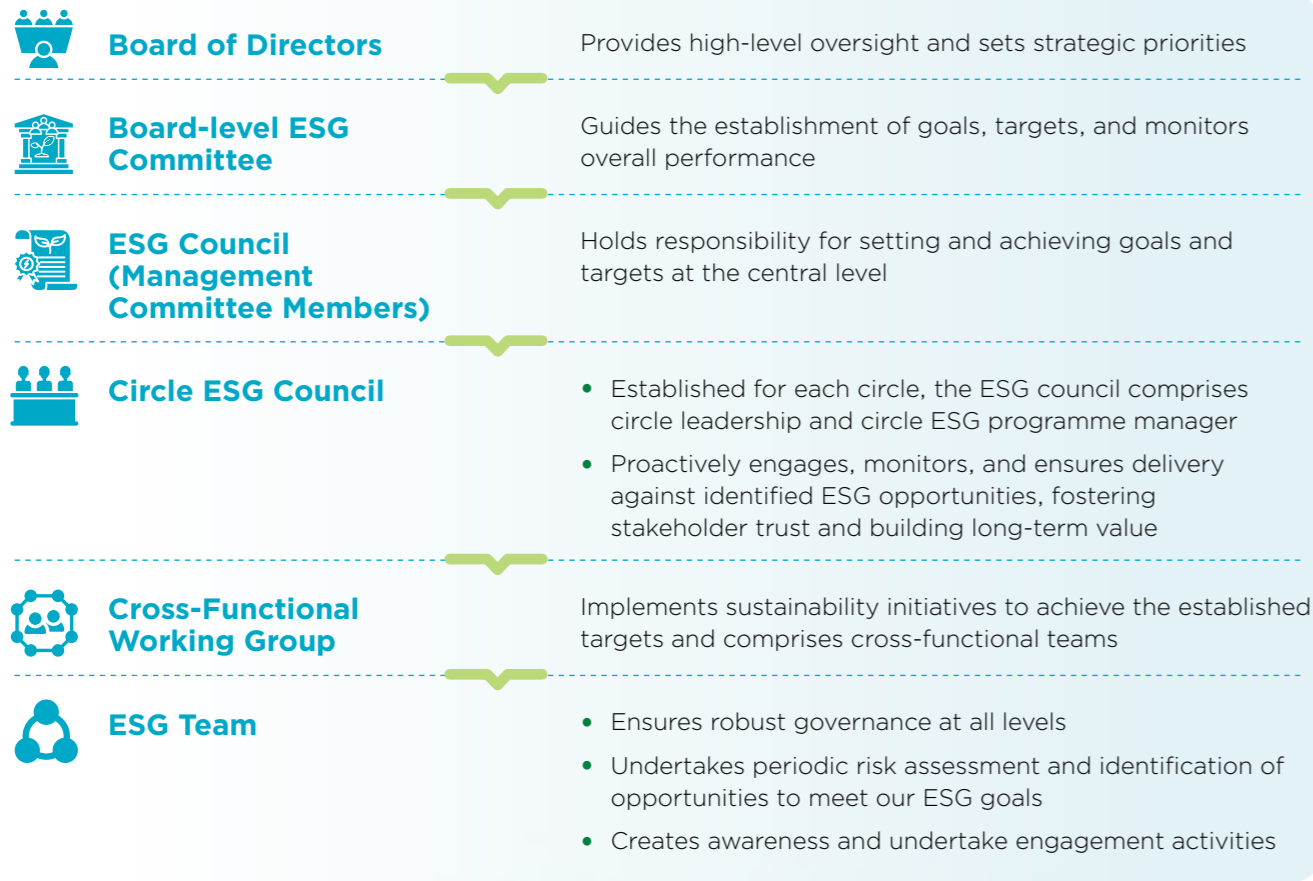 Board of Directors
Provides high-level oversight and sets strategic priorities
Board-level ESG
Committee
Guides the establishment of goals, targets, and monitors
overall performance
ESG Council
(Management
Committee Members)
Holds responsibility for setting and achieving goals and
targets at the central level
Circle ESG Council
• Established for each circle, the ESG council comprises
circle leadership and circle ESG programme manager
• Proactively engages, monitors, and ensures delivery
against identified ESG opportunities, fostering
stakeholder trust and building long-term value
Cross-Functional
Working Group
Implements sustainability initiatives to achieve the established
targets and comprises cross-functional teams
ESG Team
• Ensures robust governance at all levels
• Undertakes periodic risk assessment and identification of
opportunities to meet our ESG goals
• Creates awareness and undertake engagement activities